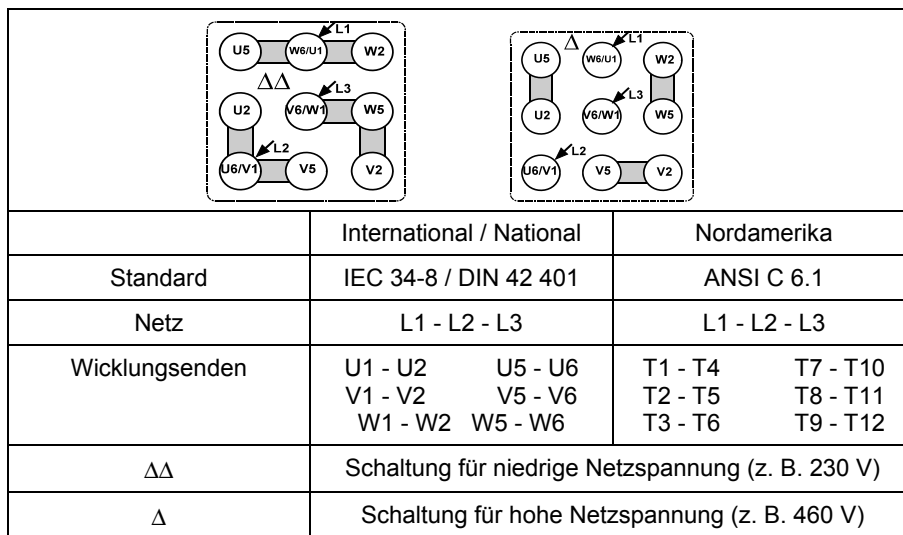 L1
U5 W6/U1 W2
ΔΔ
L3
U2 V6/W1 W5
L2
U6/V1 V5 V2
L1
Δ
U5 W6/U1 W2
L3
U2 V6/W1 W5
L2
U6/V1 V5 V2
International / National Nordamerika
Standard IEC 34-8 / DIN 42 401 ANSI C 6.1
Netz L1 - L2 - L3 L1 - L2 - L3
Wicklungsenden U1 - U2 U5 - U6 T1 - T4 T7 - T10
V1 - V2 V5 - V6 T2 - T5 T8 - T11
W1 - W2 W5 - W6 T3 - T6 T9 - T12
ΔΔ Schaltung für niedrige Netzspannung (z. B. 230 V)
Δ Schaltung für hohe Netzspannung (z. B. 460 V)